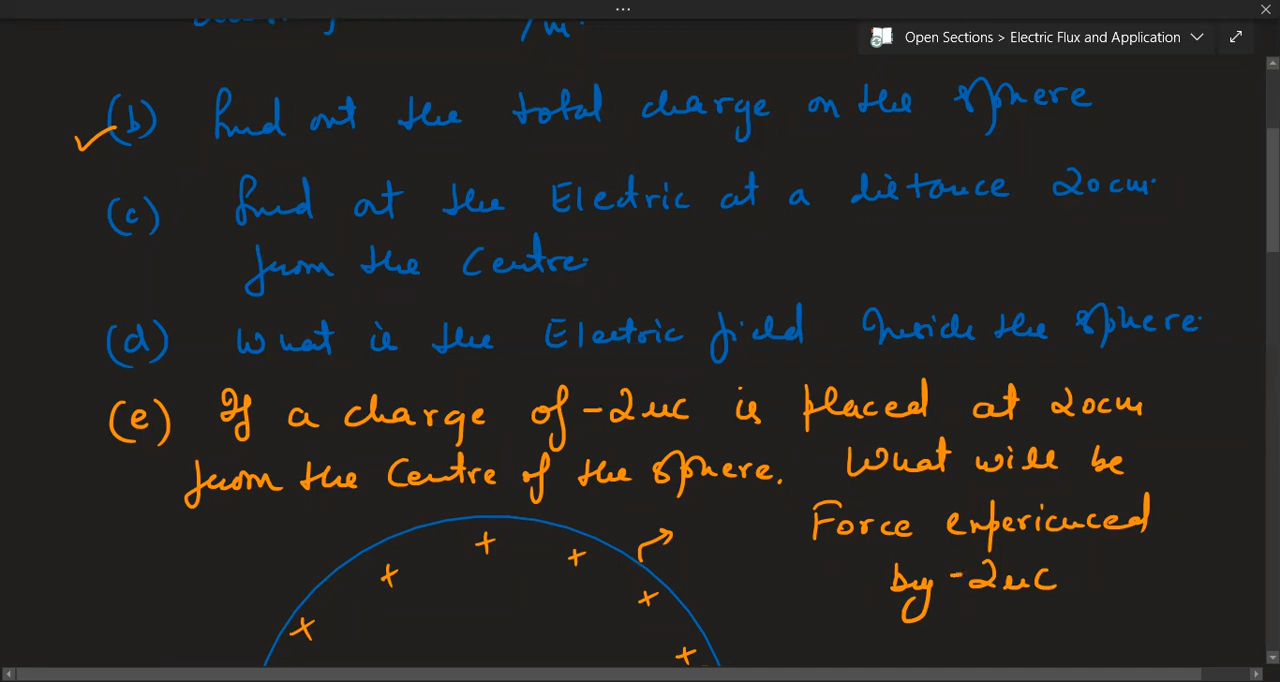 ...
Open Sections > Electric Flux and Application
/m.
(b) find out the total charge on the sphere
(c) find out the Electric at a distance 20cm.
from the Centre.
(d) What is the Electric field Inside the sphere.
(e) If a charge of -2uc is placed at 20cm
from the Centre of the sphere. What will be
Force experienced
by -2uc
+ + + + + + +